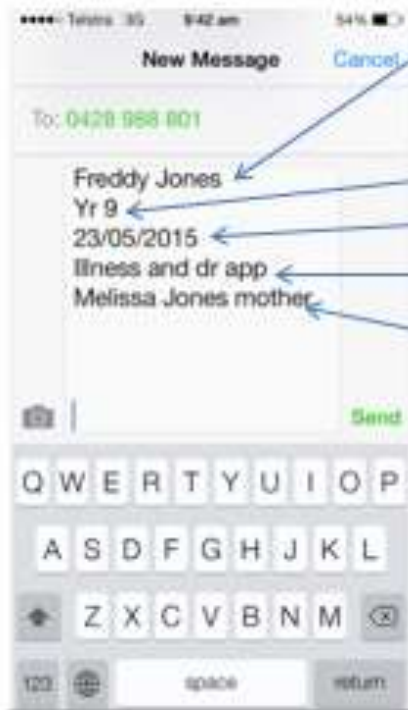 Telstra 3G 9:42 am 54%
New Message Cancel
To: 0428 988 801
Freddy Jones
Yr 9
23/05/2015
Illness and dr app
Melissa Jones mother
Send
Q W E R T Y U I O P
A S D F G H J K L
Z X C V B N M
123 space return